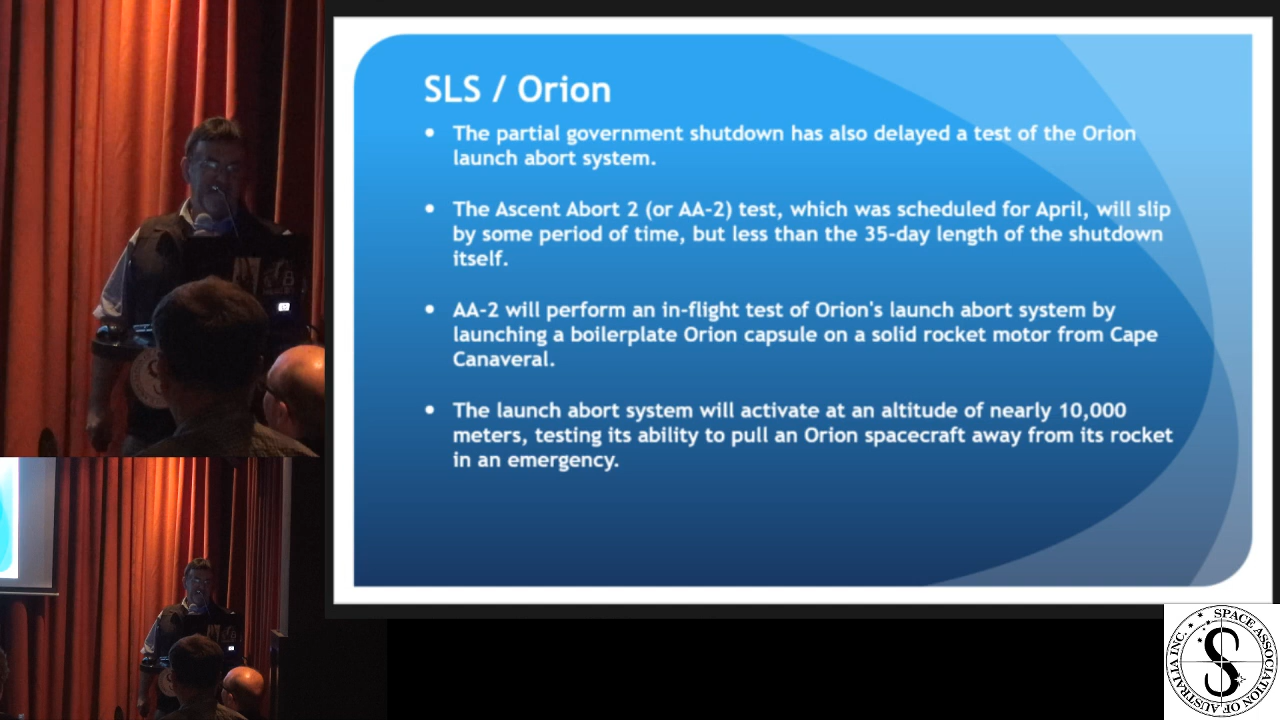 SLS / Orion
• The partial government shutdown has also delayed a test of the Orion
launch abort system.
• The Ascent Abort 2 (or AA-2) test, which was scheduled for April, will slip
by some period of time, but less than the 35-day length of the shutdown
itself.
• AA-2 will perform an in-flight test of Orion's launch abort system by
launching a boilerplate Orion capsule on a solid rocket motor from Cape
Canaveral.
• The launch abort system will activate at an altitude of nearly 10,000
meters, testing its ability to pull an Orion spacecraft away from its rocket
in an emergency.
SPACE ASSOCIATION OF AUSTRALIA INC.
S